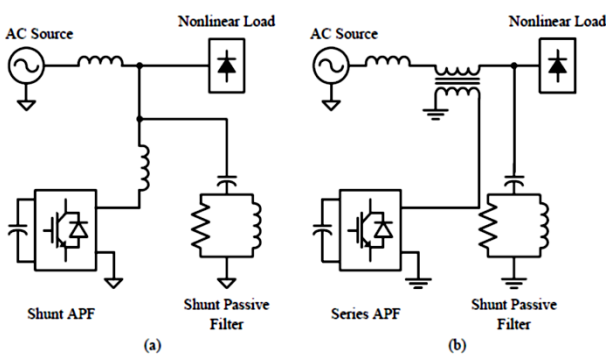 Nonlinear Load
AC Source
Shunt APF
Shunt Passive
Filter
(a)
Nonlinear Load
AC Source
Series APF
Shunt Passive
Filter
(b)